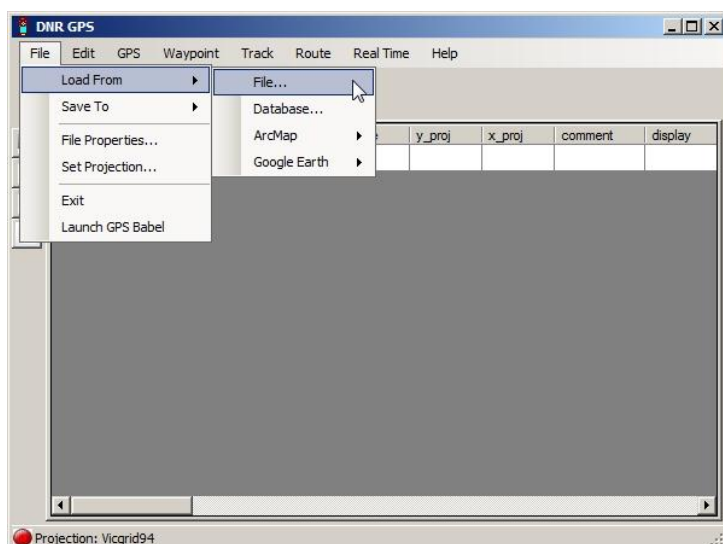 DNR GPS
File Edit GPS Waypoint Track Route Real Time Help
Load From File...
Save To Database...
File Properties... ArcMap y_proj x_proj comment display
Set Projection... Google Earth
Exit
Launch GPS Babel
Projection: Vicgrid94